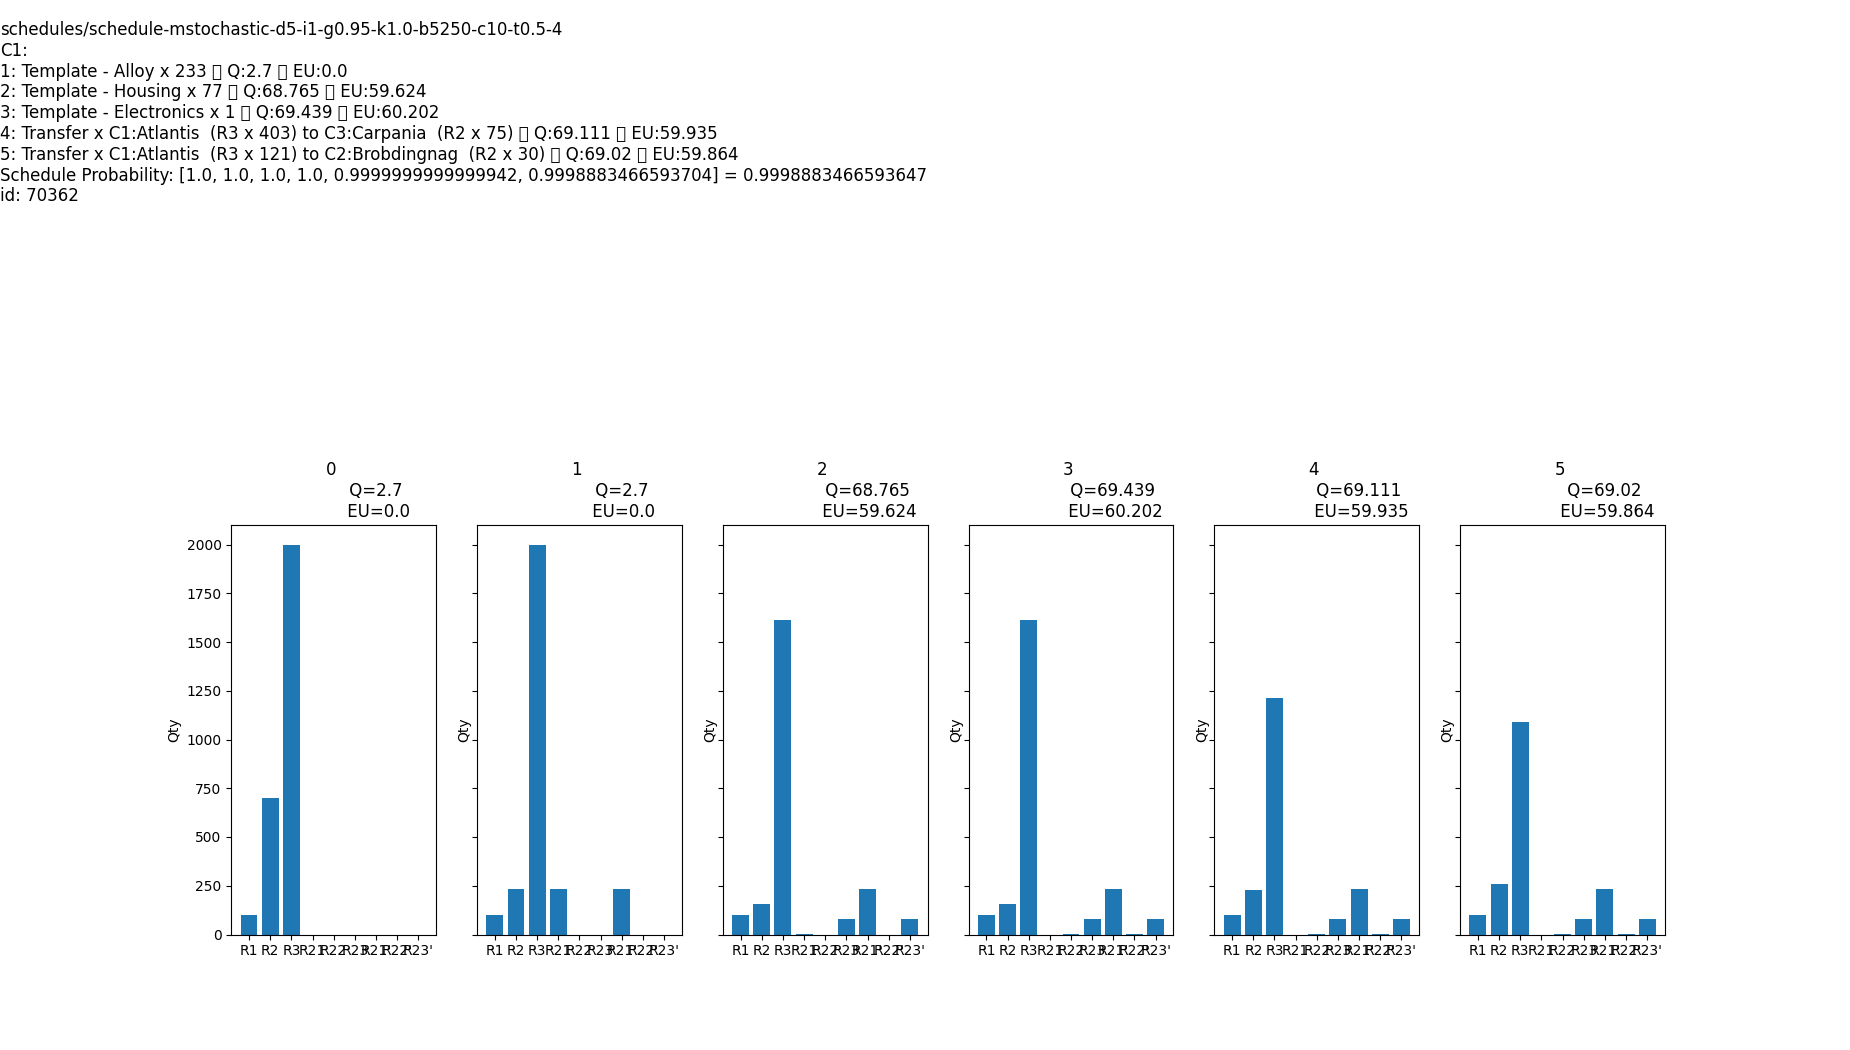 schedules/schedule-mstochastic-d5-i1-g0.95-k1.0-b5250-c10-t0.5-4
C1:
1: Template - Alloy x 233 ▯ Q:2.7 ▯ EU:0.0
2: Template - Housing x 77 ▯ Q:68.765 ▯ EU:59.624
3: Template - Electronics x 1 ▯ Q:69.439 ▯ EU:60.202
4: Transfer x C1:Atlantis  (R3 x 403) to C3:Carpania  (R2 x 75) ▯ Q:69.111 ▯ EU:59.935
5: Transfer x C1:Atlantis  (R3 x 121) to C2:Brobdingnag  (R2 x 30) ▯ Q:69.02 ▯ EU:59.864
Schedule Probability: [1.0, 1.0, 1.0, 1.0, 0.9999999999999942, 0.9998883466593704] = 0.9998883466593647
id: 70362
0
Q=2.7
EU=0.0
1
Q=2.7
EU=0.0
2
Q=68.765
EU=59.624
3
Q=69.439
EU=60.202
4
Q=69.111
EU=59.935
5
Q=69.02
EU=59.864
2000
1750
1500
1250
1000
750
500
250
0
Qty
Qty
Qty
Qty
Qty
Qty
R1 R2 R3 R21 R22 R23 R21' R22' R23'
R1 R2 R3 R21 R22 R23 R21' R22' R23'
R1 R2 R3 R21 R22 R23 R21' R22' R23'
R1 R2 R3 R21 R22 R23 R21' R22' R23'
R1 R2 R3 R21 R22 R23 R21' R22' R23'
R1 R2 R3 R21 R22 R23 R21' R22' R23'